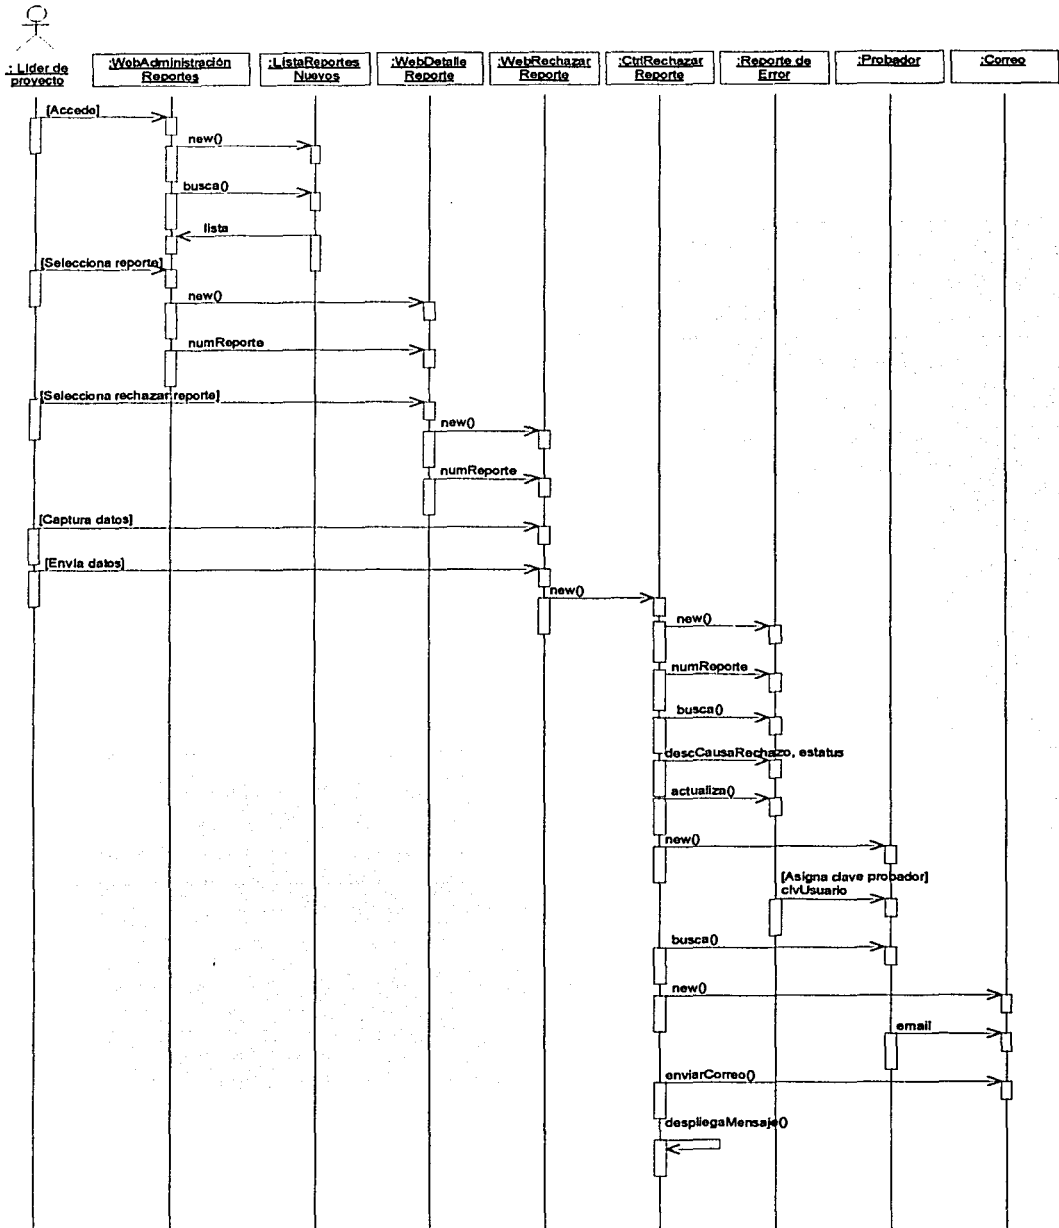 : Líder de
proyecto
:WebAdministración
Reportes
:ListaReportes
Nuevos
:WebDetalle
Reporte
:WebRechazar
Reporte
:CtrlRechazar
Reporte
:Reporte de
Error
:Probador
:Correo
[Accede]
new()
busca()
lista
[Selecciona reporte]
new()
numReporte
[Selecciona rechazar reporte]
new()
numReporte
[Captura datos]
[Envía datos]
new()
new()
numReporte
busca()
descCausaRechazo, estatus
actualiza()
new()
[Asigna clave probador]
clvUsuario
busca()
new()
email
enviarCorreo()
despliegaMensaje()